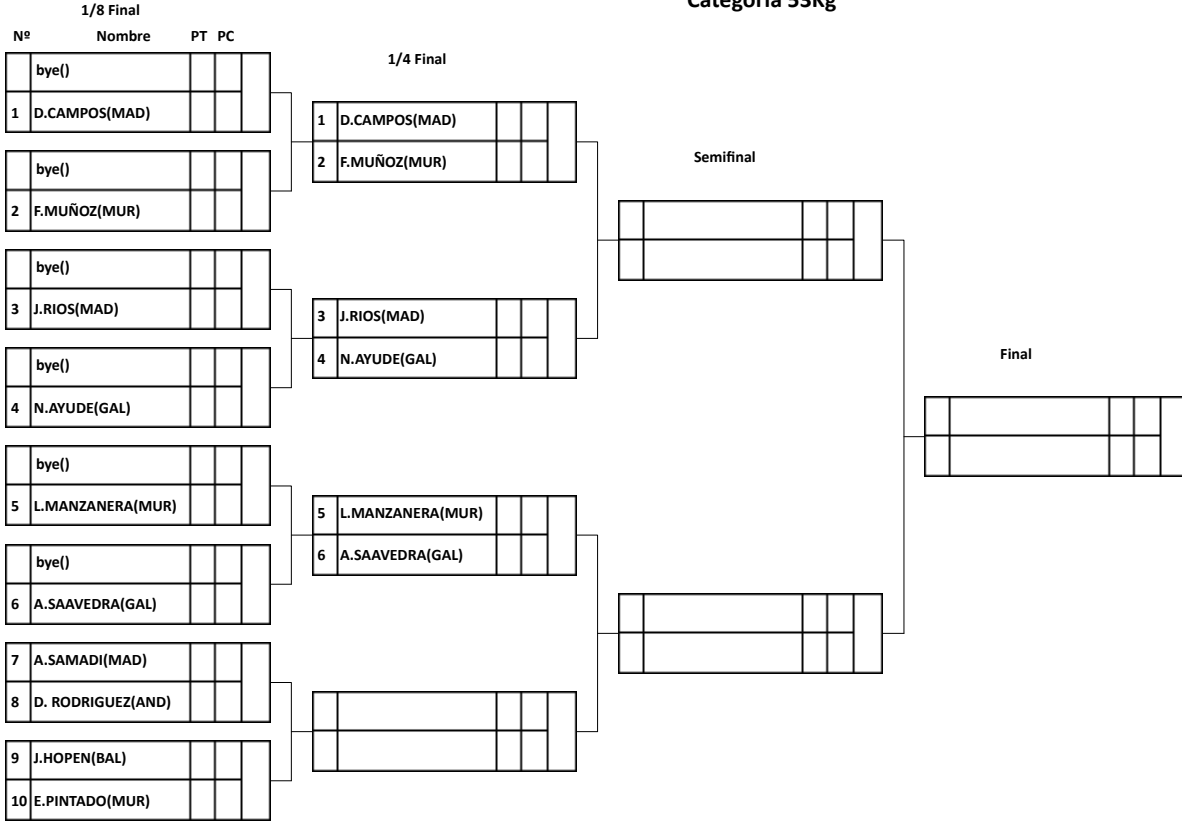 Categoría 53Kg
1/8 Final
Nº Nombre PT PC
bye()
1 D.CAMPOS(MAD)
bye()
2 F.MUÑOZ(MUR)
bye()
3 J.RIOS(MAD)
bye()
4 N.AYUDE(GAL)
bye()
5 L.MANZANERA(MUR)
bye()
6 A.SAAVEDRA(GAL)
7 A.SAMADI(MAD)
8 D. RODRIGUEZ(AND)
9 J.HOPEN(BAL)
10 E.PINTADO(MUR)
1/4 Final
1 D.CAMPOS(MAD)
2 F.MUÑOZ(MUR)
3 J.RIOS(MAD)
4 N.AYUDE(GAL)
5 L.MANZANERA(MUR)
6 A.SAAVEDRA(GAL)
Semifinal
Final